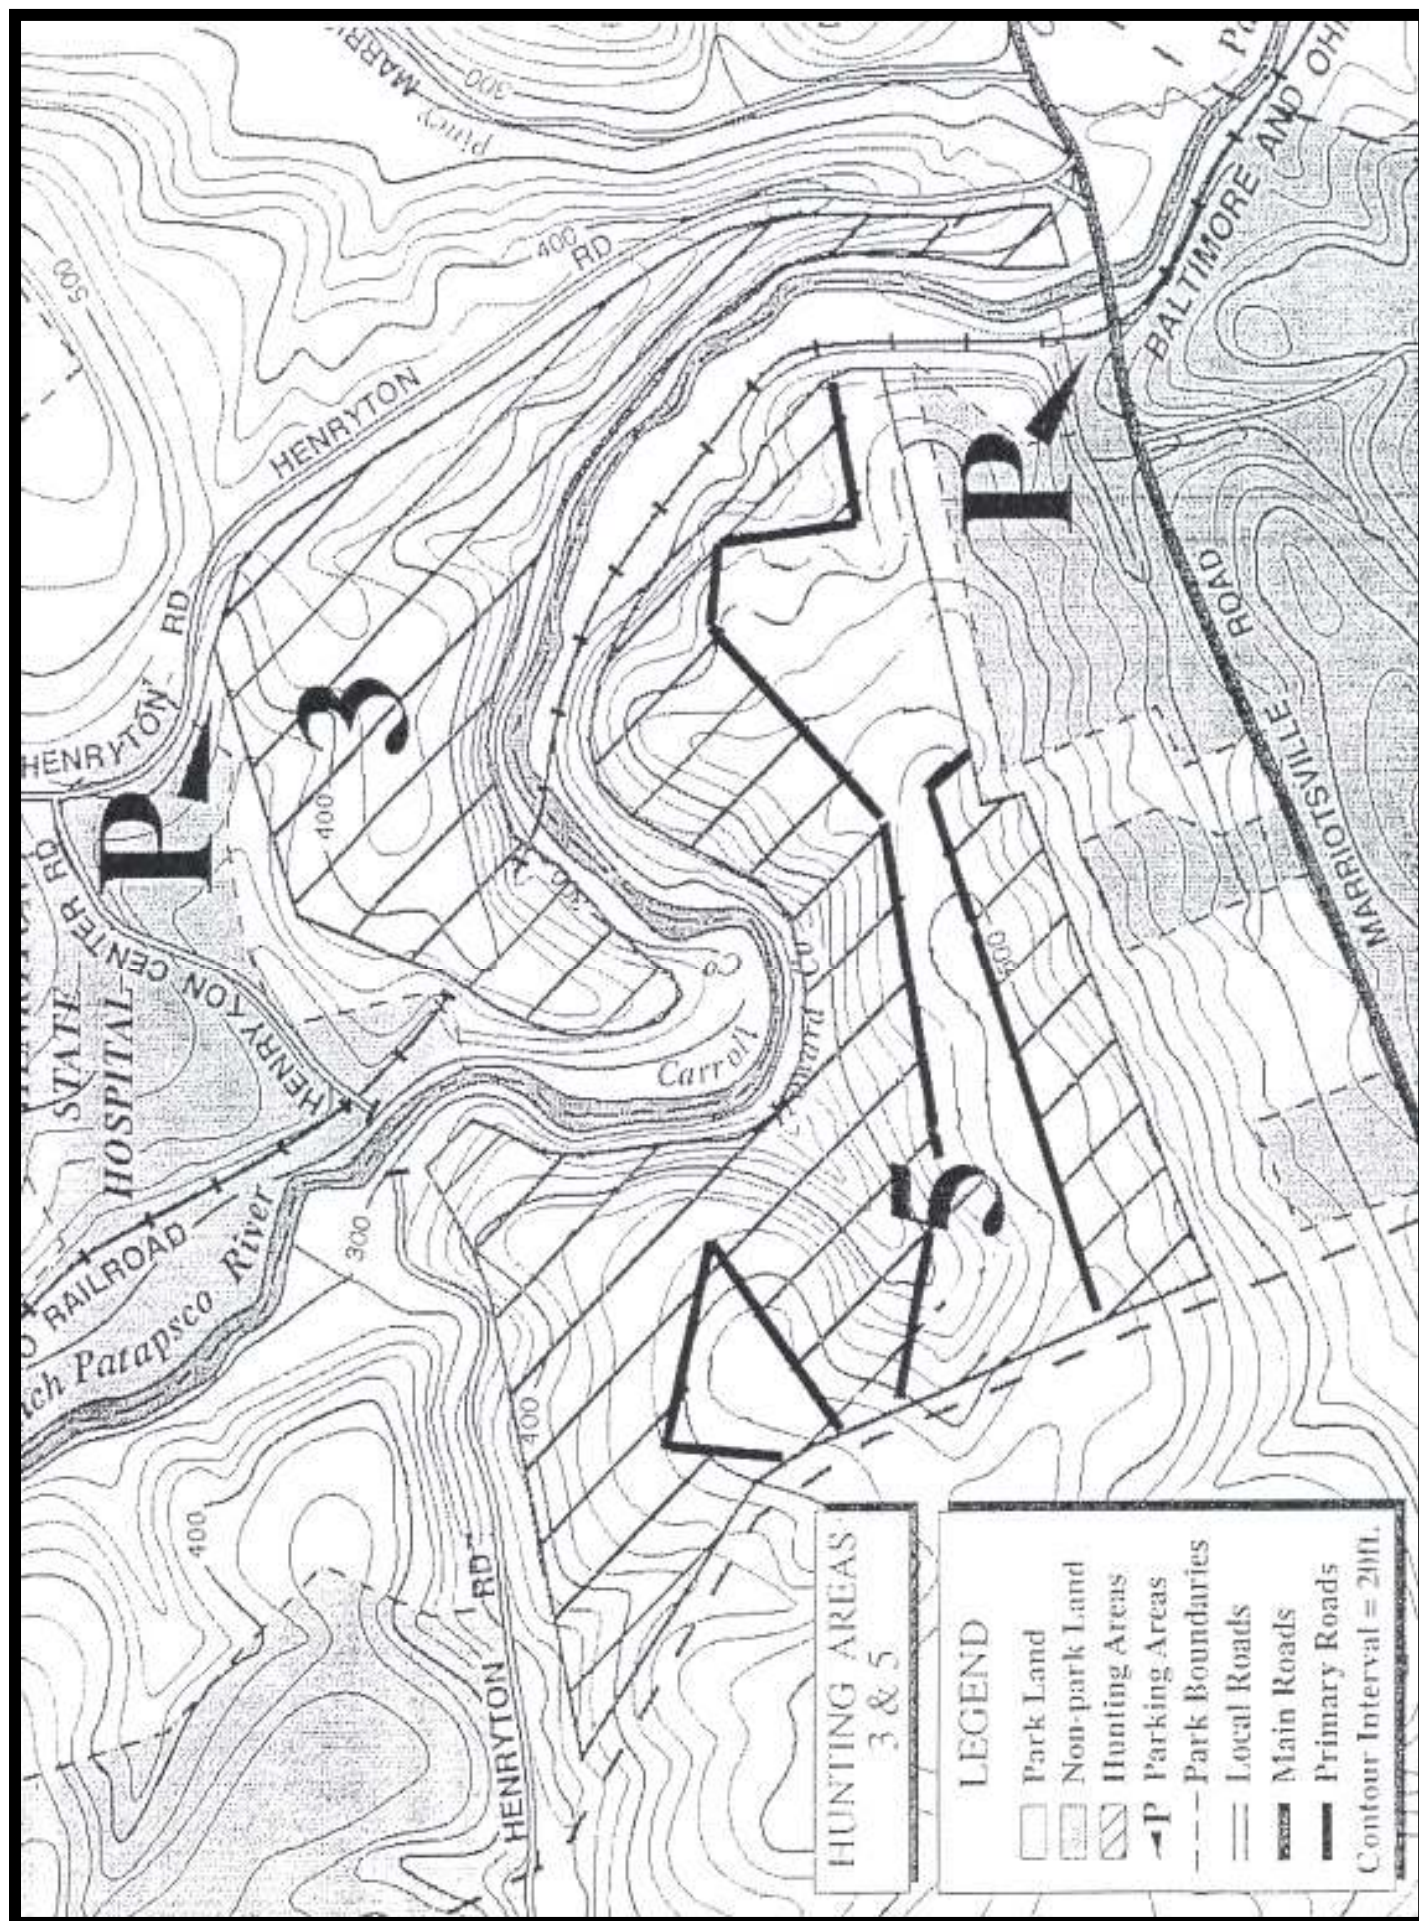 HUNTING AREAS
3 & 5
LEGEND
Park Land
Non-park Land
Hunting Areas
P Parking Areas
Park Boundaries
Local Roads
Main Roads
Primary Roads
Contour Interval = 20ft.
HENRYTON
RD
400
RAILROAD
Patapsco
River
300
400
STATE
HOSPITAL
HENRYTON CENTER RD
P
HENRYTON
RD
3
400
HENRYTON
RD
400
500
Piney
300
Carroll
Co
5
500
P
MARRIOTSVILLE
ROAD
BALTIMORE AND